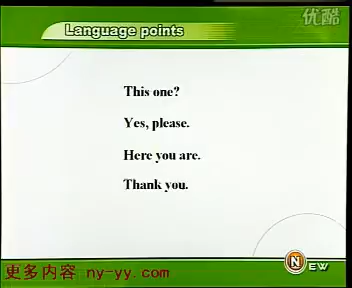 优酷
Language points
This one?
Yes, please.
Here you are.
Thank you.
NEW
更多内容 ny-yy.com